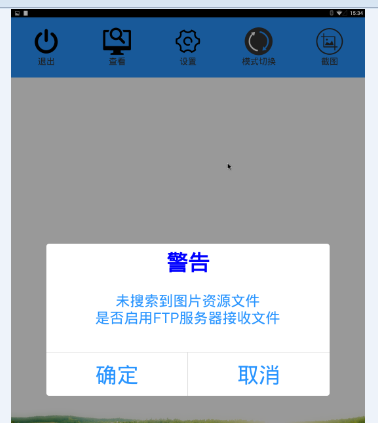 16:34
退出
查看
设置
模式切换
截图
警告
未搜索到图片资源文件
是否启用FTP服务器接收文件
确定
取消